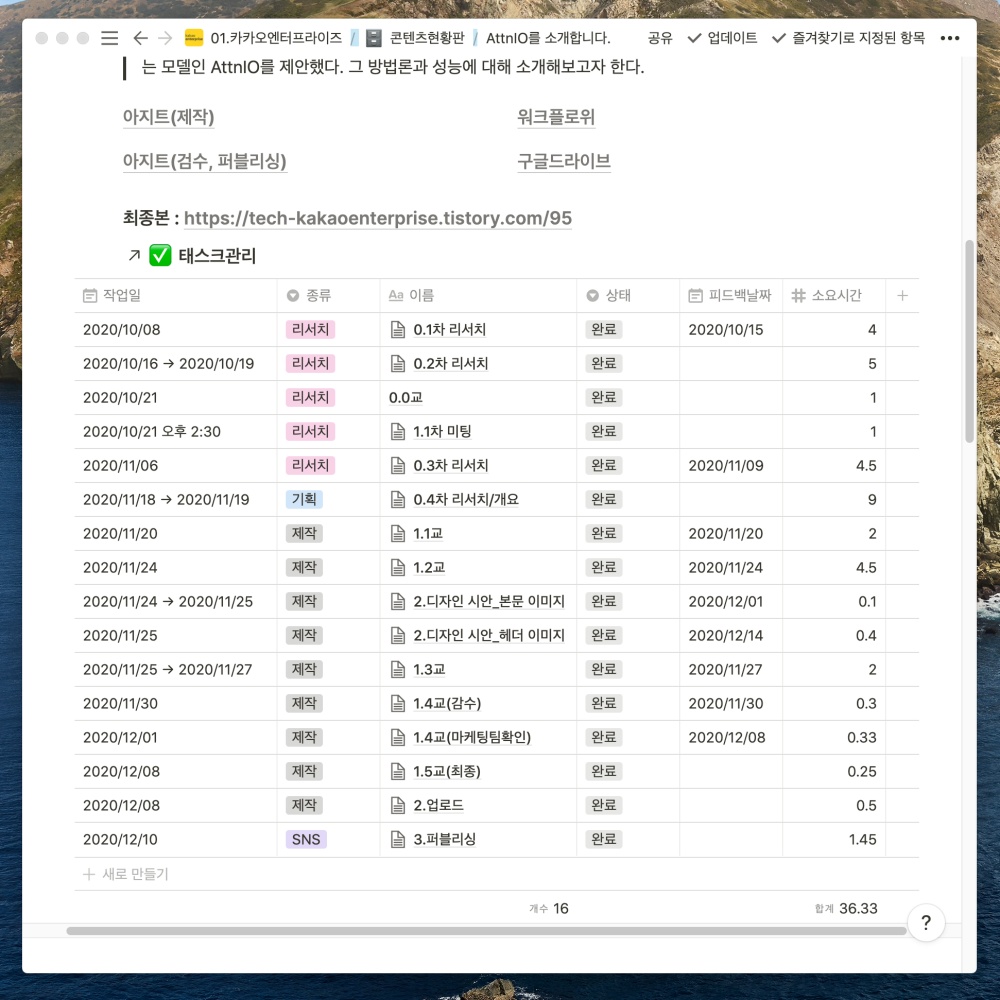 01.카카오엔터프라이즈 / 콘텐츠현황판 / AttnIO를 소개합니다. 공유 업데이트 즐겨찾기로 지정된 항목
는 모델인 AttnIO를 제안했다. 그 방법론과 성능에 대해 소개해보고자 한다.
아지트(제작) 워크플로위
아지트(검수, 퍼블리싱) 구글드라이브
최종본 : https://tech-kakaoenterprise.tistory.com/95
↗ ✅ 태스크관리
작업일 종류 Aa 이름 상태 피드백날짜 # 소요시간 +
2020/10/08 리서치 0.1차 리서치 완료 2020/10/15 4
2020/10/16 → 2020/10/19 리서치 0.2차 리서치 완료 5
2020/10/21 리서치 0.0교 완료 1
2020/10/21 오후 2:30 리서치 1.1차 미팅 완료 1
2020/11/06 리서치 0.3차 리서치 완료 2020/11/09 4.5
2020/11/18 → 2020/11/19 기획 0.4차 리서치/개요 완료 9
2020/11/20 제작 1.1교 완료 2020/11/20 2
2020/11/24 제작 1.2교 완료 2020/11/24 4.5
2020/11/24 → 2020/11/25 제작 2.디자인 시안_본문 이미지 완료 2020/12/01 0.1
2020/11/25 제작 2.디자인 시안_헤더 이미지 완료 2020/12/14 0.4
2020/11/25 → 2020/11/27 제작 1.3교 완료 2020/11/27 2
2020/11/30 제작 1.4교(감수) 완료 2020/11/30 0.3
2020/12/01 제작 1.4교(마케팅팀확인) 완료 2020/12/08 0.33
2020/12/08 제작 1.5교(최종) 완료 0.25
2020/12/08 제작 2.업로드 완료 0.5
2020/12/10 SNS 3.퍼블리싱 완료 1.45
+ 새로 만들기
개수 16 합계 36.33
?